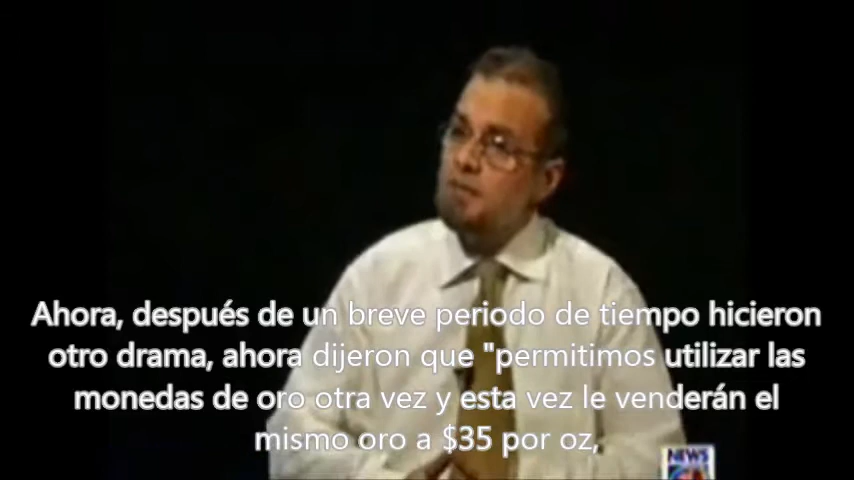 Ahora, después de un breve periodo de tiempo hicieron
otro drama, ahora dijeron que "permitimos utilizar las
monedas de oro otra vez y esta vez le venderán el
mismo oro a $35 por oz,
NEWS